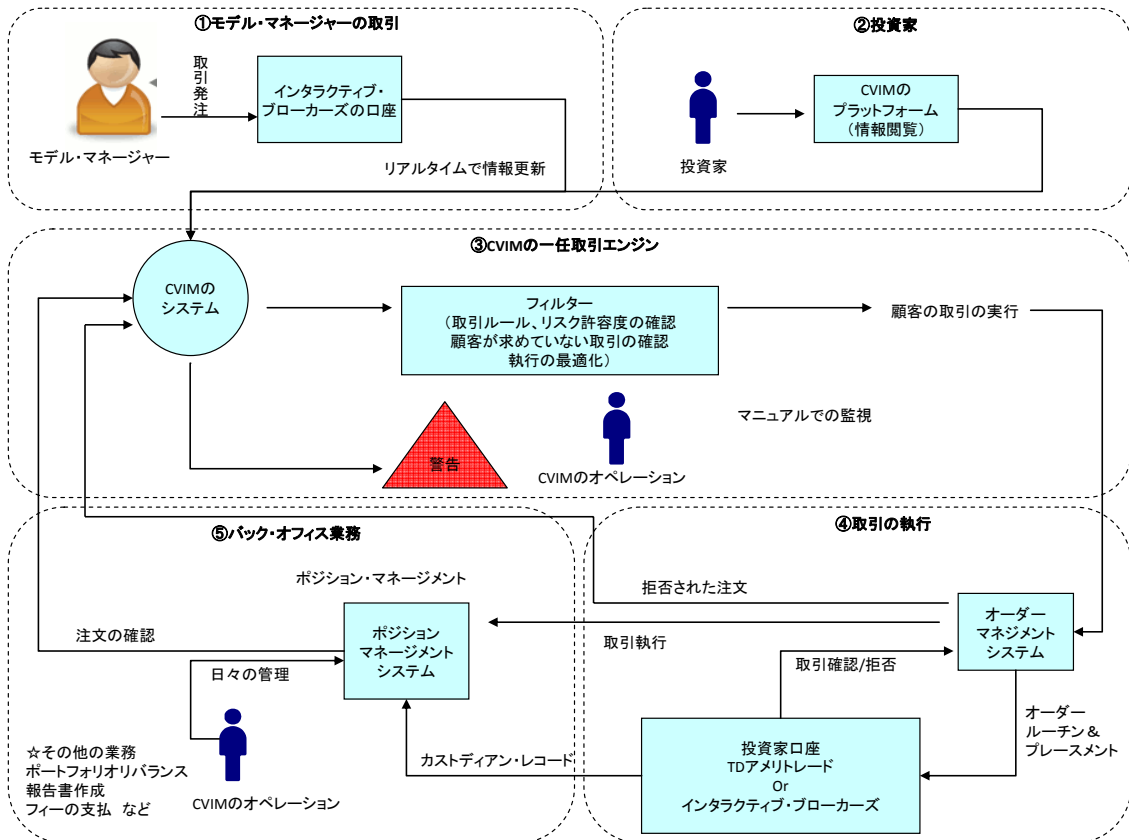 ①モデル・マネージャーの取引
取引発注
インタラクティブ・
ブローカーズの口座
モデル・マネージャー
リアルタイムで情報更新
②投資家
CVIMの
プラットフォーム
（情報閲覧）
投資家
③CVIMの一任取引エンジン
CVIMの
システム
フィルター
（取引ルール、リスク許容度の確認
顧客が求めていない取引の確認
執行の最適化）
顧客の取引の実行
マニュアルでの監視
警告
CVIMのオペレーション
⑤バック・オフィス業務
ポジション・マネージメント
注文の確認
ポジション
マネージメント
システム
日々の管理
☆その他の業務
ポートフォリオリバランス
報告書作成
フィーの支払 など
CVIMのオペレーション
カストディアン・レコード
④取引の執行
拒否された注文
オーダー
マネジメント
システム
取引執行
取引確認/拒否
オーダー
ルーチン＆
プレースメント
投資家口座
TDアメリトレード
Or
インタラクティブ・ブローカーズ